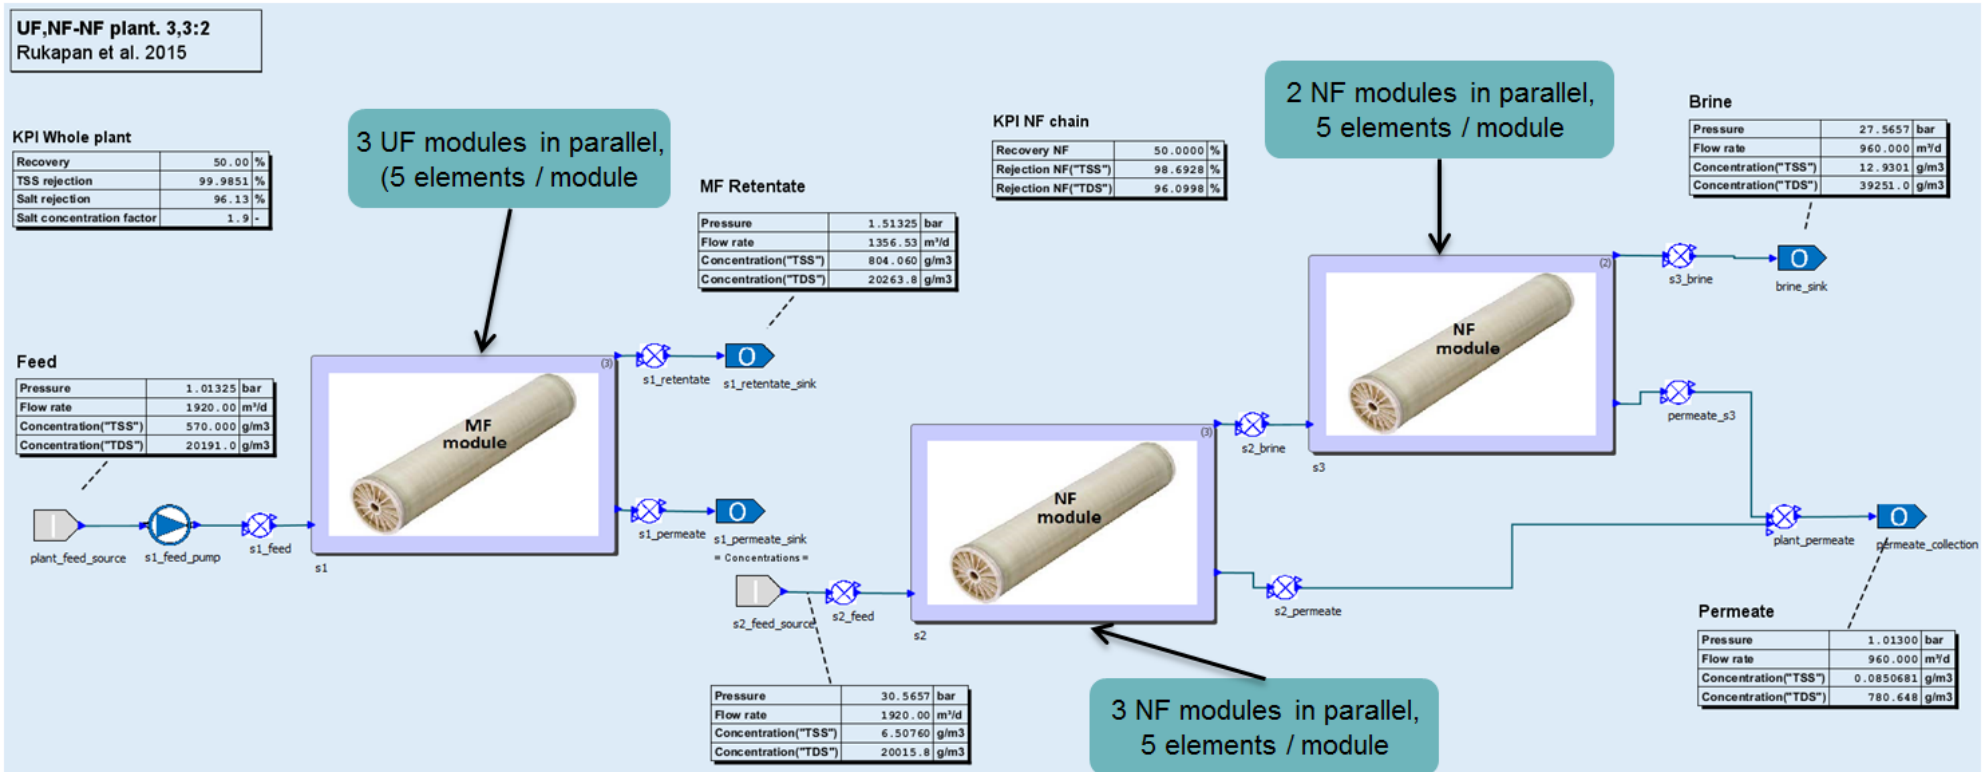 UF,NF-NF plant. 3,3:2
Rukapan et al. 2015
KPI Whole plant
Recovery 50.00 %
TSS rejection 99.9851 %
Salt rejection 96.13 %
Salt concentration factor 1.9 -
3 UF modules in parallel,
(5 elements / module
MF Retentate
Pressure 1.51325 bar
Flow rate 1356.53 m³/d
Concentration("TSS") 804.060 g/m3
Concentration("TDS") 20263.8 g/m3
KPI NF chain
Recovery NF 50.0000 %
Rejection NF("TSS") 98.6928 %
Rejection NF("TDS") 96.0998 %
2 NF modules in parallel,
5 elements / module
Brine
Pressure 27.5657 bar
Flow rate 960.000 m³/d
Concentration("TSS") 12.9301 g/m3
Concentration("TDS") 39251.0 g/m3
Feed
Pressure 1.01325 bar
Flow rate 1920.00 m³/d
Concentration("TSS") 570.000 g/m3
Concentration("TDS") 20191.0 g/m3
I
plant_feed_source
s1_feed_pump
s1_feed
(3)
MF
module
s1
s1_retentate
O
s1_retentate_sink
s1_permeate
O
s1_permeate_sink
= Concentrations =
I
s2_feed_source
s2_feed
Pressure 30.5657 bar
Flow rate 1920.00 m³/d
Concentration("TSS") 6.50760 g/m3
Concentration("TDS") 20015.8 g/m3
(3)
NF
module
s2
s2_brine
s2_permeate
3 NF modules in parallel,
5 elements / module
(2)
NF
module
s3
s3_brine
O
brine_sink
permeate_s3
plant_permeate
O
permeate_collection
Permeate
Pressure 1.01300 bar
Flow rate 960.000 m³/d
Concentration("TSS") 0.0850681 g/m3
Concentration("TDS") 780.648 g/m3